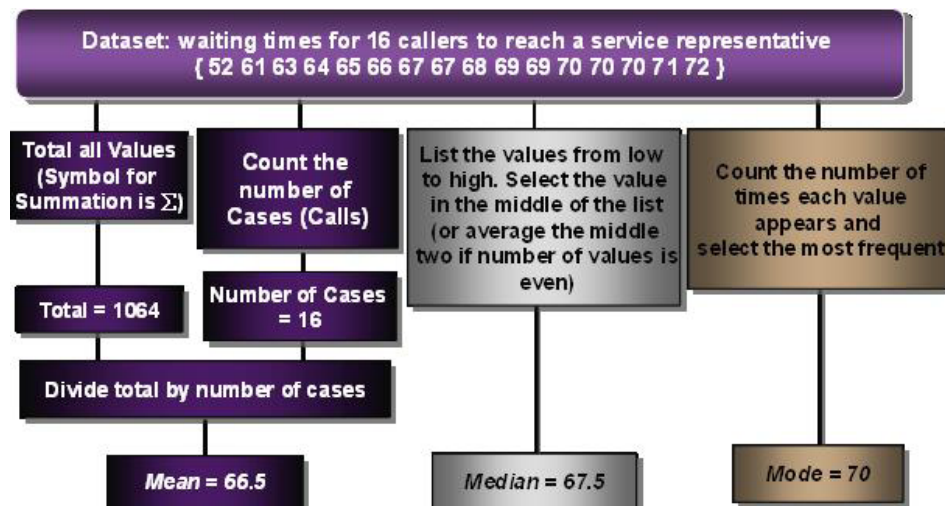 Dataset: waiting times for 16 callers to reach a service representative
{ 52 61 63 64 65 66 67 67 68 69 69 70 70 70 71 72 }
Total all Values
(Symbol for
Summation is Σ)
Count the
number of
Cases (Calls)
List the values from low
to high. Select the value
in the middle of the list
(or average the middle
two if number of values is
even)
Count the number of
times each value
appears and
select the most frequent
Total = 1064
Number of Cases
= 16
Divide total by number of cases
Mean = 66.5
Median = 67.5
Mode = 70